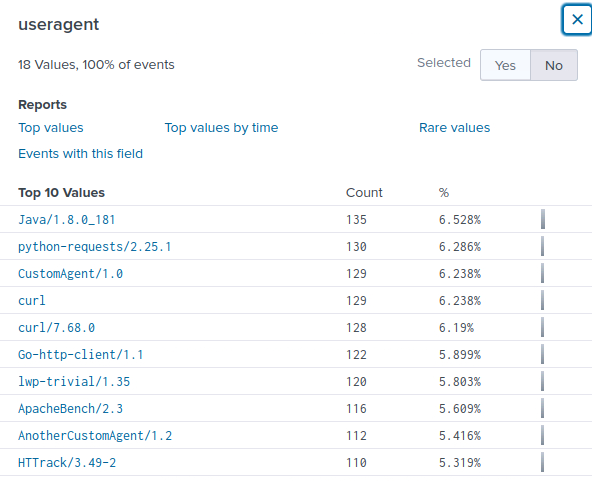 useragent
18 Values, 100% of events
Selected Yes No
Reports
Top values Top values by time Rare values
Events with this field
Top 10 Values Count %
Java/1.8.0_181 135 6.528%
python-requests/2.25.1 130 6.286%
CustomAgent/1.0 129 6.238%
curl 129 6.238%
curl/7.68.0 128 6.19%
Go-http-client/1.1 122 5.899%
lwp-trivial/1.35 120 5.803%
ApacheBench/2.3 116 5.609%
AnotherCustomAgent/1.2 112 5.416%
HTTrack/3.49-2 110 5.319%